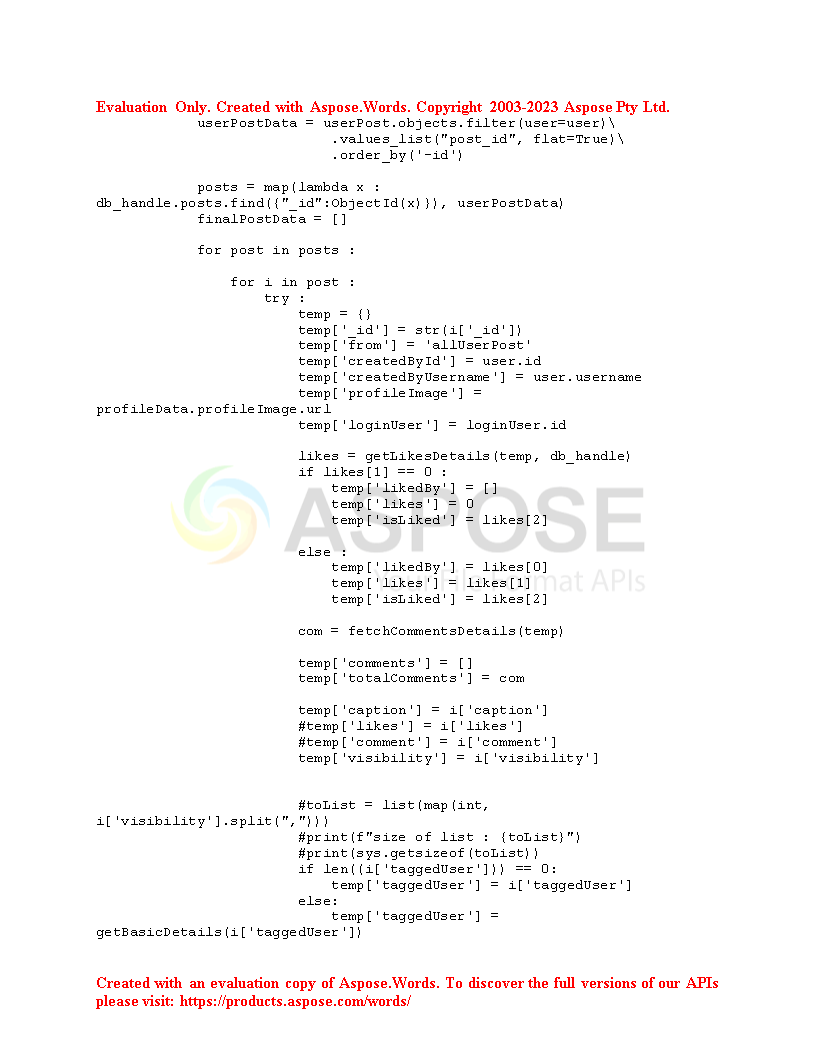 Evaluation Only. Created with Aspose.Words. Copyright 2003-2023 Aspose Pty Ltd.
userPostData = userPost.objects.filter(user=user)\
.values_list("post_id", flat=True)\
.order_by('-id')
posts = map(lambda x :
db_handle.posts.find({"_id":ObjectId(x)}), userPostData)
finalPostData = []
for post in posts :
for i in post :
try :
temp = {}
temp['_id'] = str(i['_id'])
temp['from'] = 'allUserPost'
temp['createdById'] = user.id
temp['createdByUsername'] = user.username
temp['profileImage'] =
profileData.profileImage.url
temp['loginUser'] = loginUser.id
likes = getLikesDetails(temp, db_handle)
if likes[1] == 0 :
temp['likedBy'] = []
temp['likes'] = 0
temp['isLiked'] = likes[2]
ASPOSE
else :
temp['likedBy'] = likes[0]
temp['likes'] = likes[1]
temp['isLiked'] = likes[2]
APIs
com = fetchCommentsDetails(temp)
temp['comments'] = []
temp['totalComments'] = com
temp['caption'] = i['caption']
#temp['likes'] = i['likes']
#temp['comment'] = i['comment']
temp['visibility'] = i['visibility']
#toList = list(map(int,
i['visibility'].split(",")))
#print(f"size of list : {toList}")
#print(sys.getsizeof(toList))
if len((i['taggedUser'])) == 0:
temp['taggedUser'] = i['taggedUser']
else:
temp['taggedUser'] =
getBasicDetails(i['taggedUser'])
Created with an evaluation copy of Aspose.Words. To discover the full versions of our APIs
please visit: https://products.aspose.com/words/